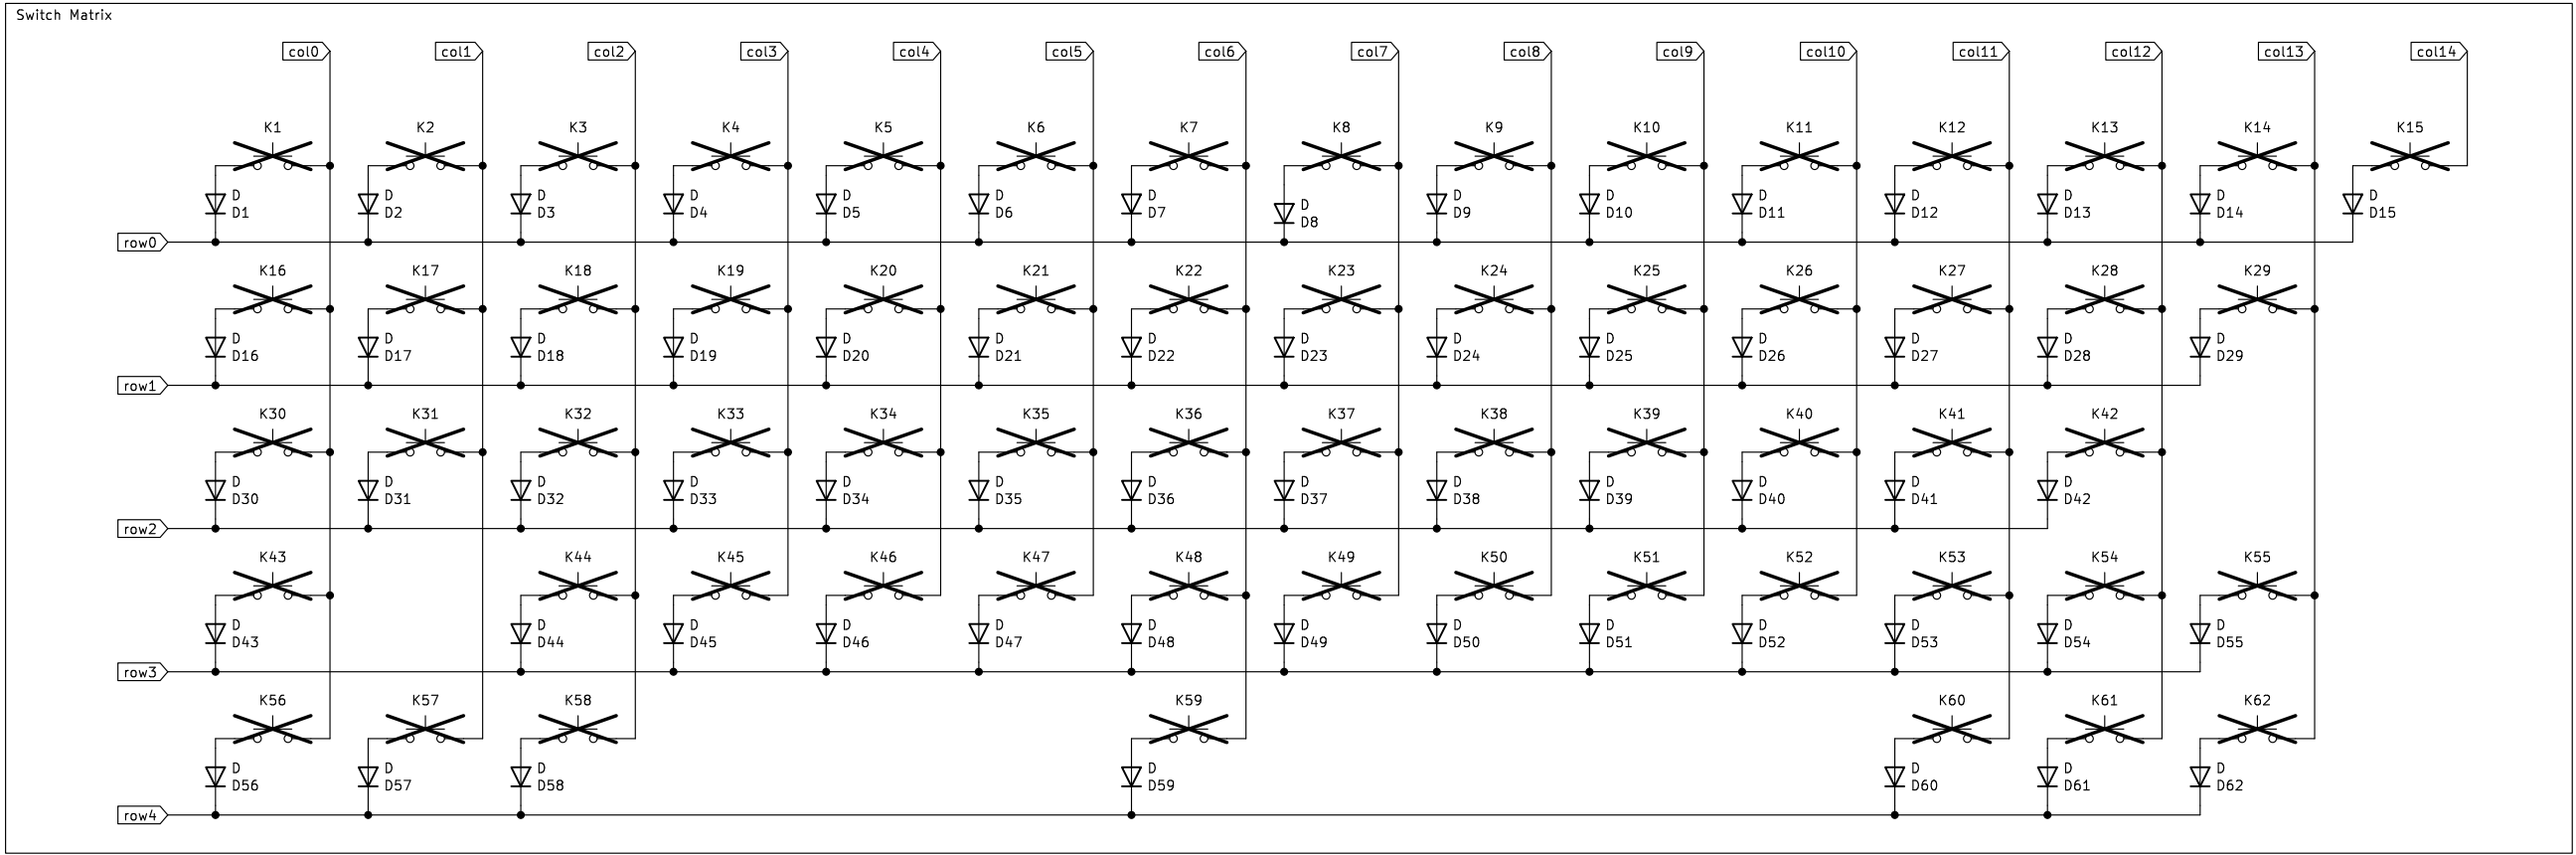 Switch Matrix
col0 col1 col2 col3 col4 col5 col6 col7 col8 col9 col10 col11 col12 col13 col14
K1 K2 K3 K4 K5 K6 K7 K8 K9 K10 K11 K12 K13 K14 K15
D D D D D D D D D D D D D D D
D1 D2 D3 D4 D5 D6 D7 D8 D9 D10 D11 D12 D13 D14 D15
row0
K16 K17 K18 K19 K20 K21 K22 K23 K24 K25 K26 K27 K28 K29
D D D D D D D D D D D D D D
D16 D17 D18 D19 D20 D21 D22 D23 D24 D25 D26 D27 D28 D29
row1
K30 K31 K32 K33 K34 K35 K36 K37 K38 K39 K40 K41 K42
D D D D D D D D D D D D D
D30 D31 D32 D33 D34 D35 D36 D37 D38 D39 D40 D41 D42
row2
K43 K44 K45 K46 K47 K48 K49 K50 K51 K52 K53 K54 K55
D D D D D D D D D D D D D
D43 D44 D45 D46 D47 D48 D49 D50 D51 D52 D53 D54 D55
row3
K56 K57 K58 K59 K60 K61 K62
D D D D D D D
D56 D57 D58 D59 D60 D61 D62
row4